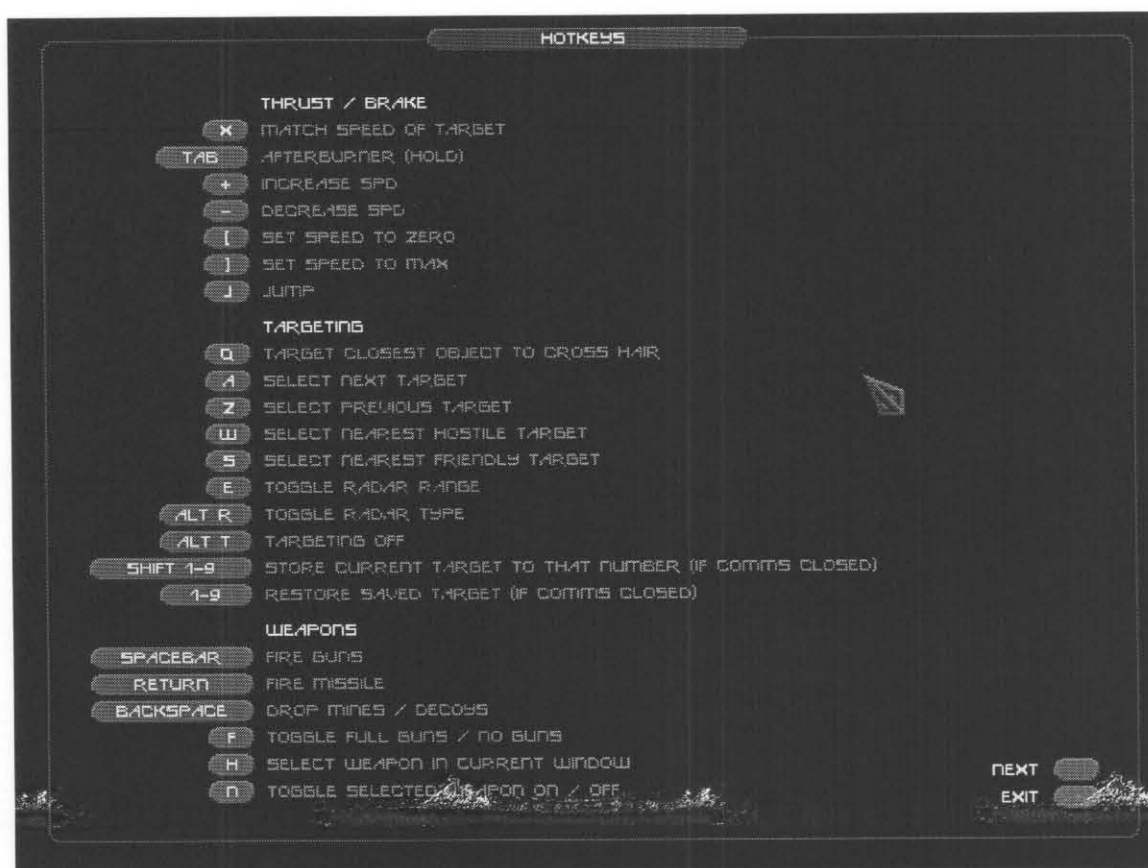 HOTKEYS
THRUST / BRAKE
X MATCH SPEED OF TARGET
TAB AFTERBURNER (HOLD)
+ INCREASE SPD
- DECREASE SPD
[ SET SPEED TO ZERO
] SET SPEED TO MAX
J JUMP
TARGETING
Q TARGET CLOSEST OBJECT TO CROSS HAIR
A SELECT NEXT TARGET
Z SELECT PREVIOUS TARGET
W SELECT NEAREST HOSTILE TARGET
S SELECT NEAREST FRIENDLY TARGET
E TOGGLE RADAR RANGE
ALT R TOGGLE RADAR TYPE
ALT T TARGETING OFF
SHIFT 1-9 STORE CURRENT TARGET TO THAT NUMBER (IF COMMS CLOSED)
1-9 RESTORE SAVED TARGET (IF COMMS CLOSED)
WEAPONS
SPACEBAR FIRE GUNS
RETURN FIRE MISSILE
BACKSPACE DROP MINES / DECOYS
F TOGGLE FULL GUNS / NO GUNS
H SELECT WEAPON IN CURRENT WINDOW
N TOGGLE SELECTED WEAPON ON / OFF
NEXT
EXIT